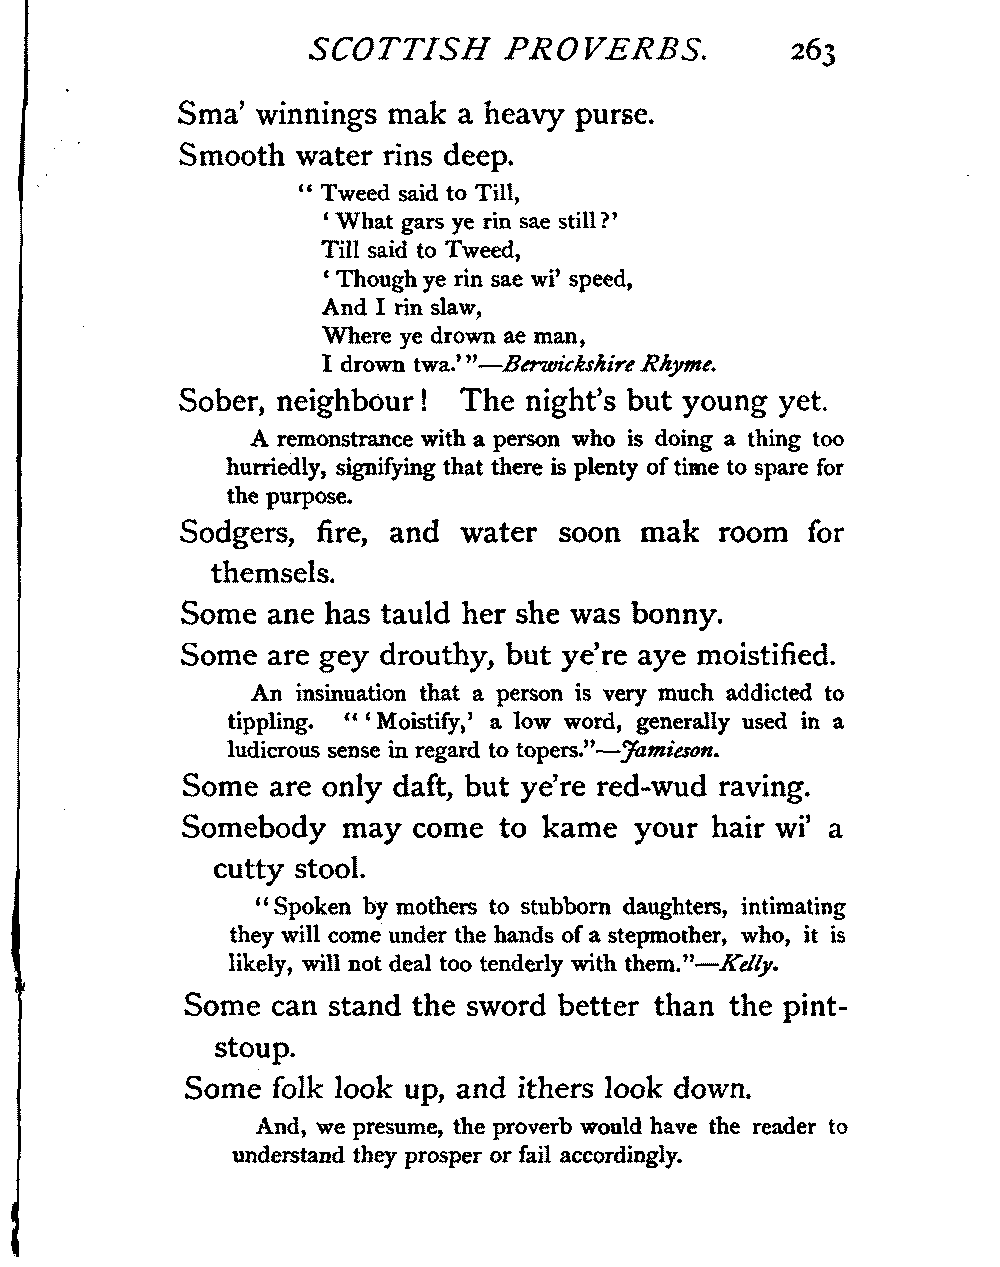 SCOTTISH PROVERBS. 263
Sma' winnings mak a heavy purse.
Smooth water rins deep.
“ Tweed said to Till,
‘ What gars ye rin sae still?’
Till said to Tweed,
‘ Though ye rin sae wi’ speed,
And I rin slaw,
Where ye drown ae man,
I drown twa.’”—Berwickshire Rhyme.
Sober, neighbour! The night’s but young yet.
A remonstrance with a person who is doing a thing too
hurriedly, signifying that there is plenty of time to spare for
the purpose.
Sodgers, fire, and water soon mak room for
themsels.
Some ane has tauld her she was bonny.
Some are gey drouthy, but ye’re aye moistified.
An insinuation that a person is very much addicted to
tippling. “‘Moistify,’ a low word, generally used in a
ludicrous sense in regard to topers.”—Jamieson.
Some are only daft, but ye’re red-wud raving.
Somebody may come to kame your hair wi’ a
cutty stool.
“Spoken by mothers to stubborn daughters, intimating
they will come under the hands of a stepmother, who, it is
likely, will not deal too tenderly with them.”—Kelly.
Some can stand the sword better than the pint-
stoup.
Some folk look up, and ithers look down.
And, we presume, the proverb would have the reader to
understand they prosper or fail accordingly.